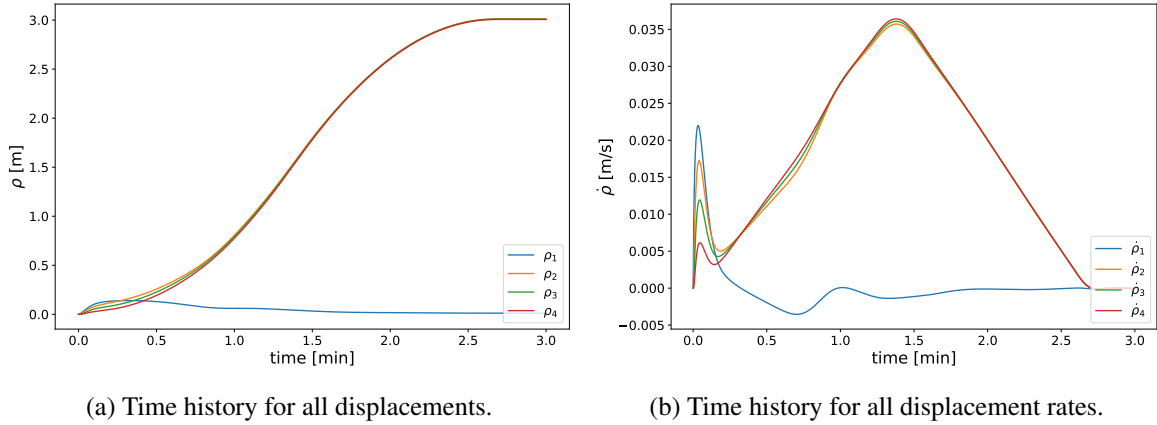 3.0
2.5
2.0
1.5
1.0
0.5
0.0
ρ [m]
0.0 0.5 1.0 1.5 2.0 2.5 3.0
time [min]
ρ₁
ρ₂
ρ₃
ρ₄
(a) Time history for all displacements.
0.035
0.030
0.025
0.020
0.015
0.010
0.005
0.000
−0.005
ρ̇ [m/s]
0.0 0.5 1.0 1.5 2.0 2.5 3.0
time [min]
ρ̇₁
ρ̇₂
ρ̇₃
ρ̇₄
(b) Time history for all displacement rates.